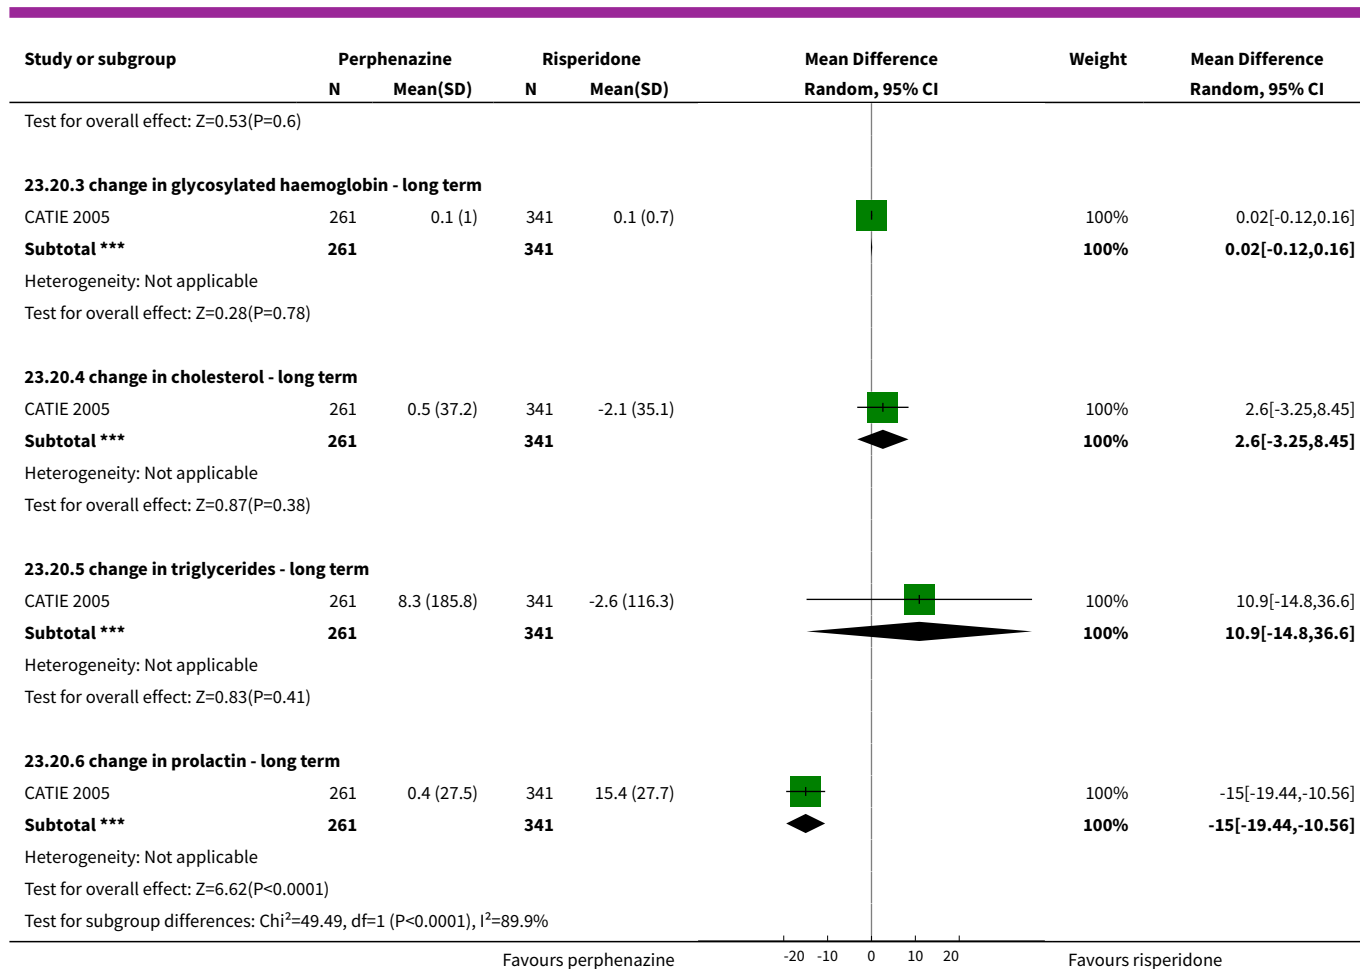 Study or subgroup Perphenazine Risperidone Mean Difference Weight Mean Difference
N Mean(SD) N Mean(SD) Random, 95% CI Random, 95% CI
Test for overall effect: Z=0.53(P=0.6)
23.20.3 change in glycosylated haemoglobin - long term
CATIE 2005 261 0.1 (1) 341 0.1 (0.7) 100% 0.02[-0.12,0.16]
Subtotal *** 261 341 100% 0.02[-0.12,0.16]
Heterogeneity: Not applicable
Test for overall effect: Z=0.28(P=0.78)
23.20.4 change in cholesterol - long term
CATIE 2005 261 0.5 (37.2) 341 -2.1 (35.1) 100% 2.6[-3.25,8.45]
Subtotal *** 261 341 100% 2.6[-3.25,8.45]
Heterogeneity: Not applicable
Test for overall effect: Z=0.87(P=0.38)
23.20.5 change in triglycerides - long term
CATIE 2005 261 8.3 (185.8) 341 -2.6 (116.3) 100% 10.9[-14.8,36.6]
Subtotal *** 261 341 100% 10.9[-14.8,36.6]
Heterogeneity: Not applicable
Test for overall effect: Z=0.83(P=0.41)
23.20.6 change in prolactin - long term
CATIE 2005 261 0.4 (27.5) 341 15.4 (27.7) 100% -15[-19.44,-10.56]
Subtotal *** 261 341 100% -15[-19.44,-10.56]
Heterogeneity: Not applicable
Test for overall effect: Z=6.62(P<0.0001)
Test for subgroup differences: Chi²=49.49, df=1 (P<0.0001), I²=89.9%
Favours perphenazine -20 -10 0 10 20 Favours risperidone